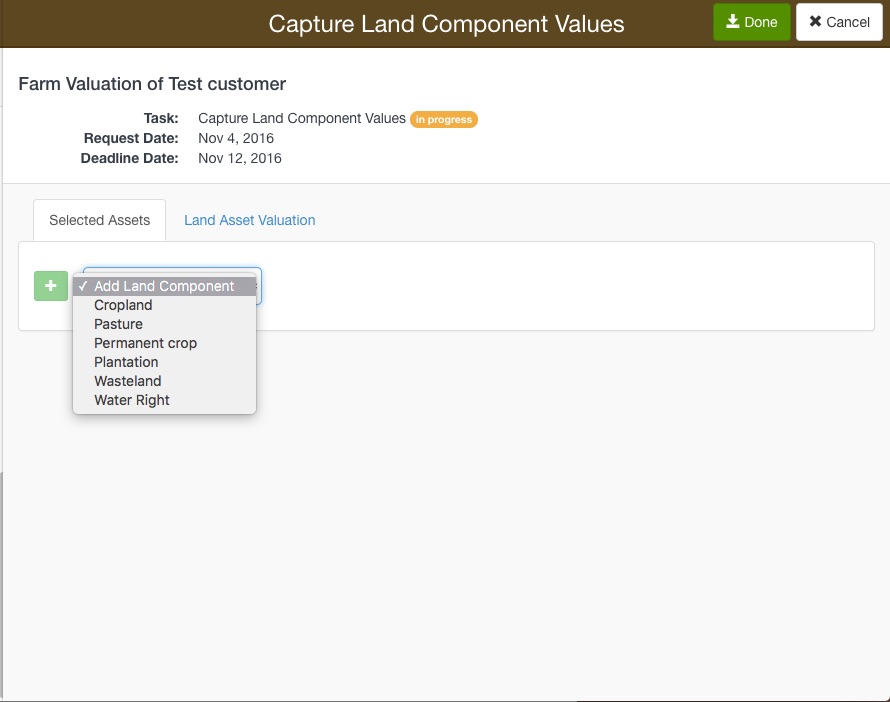 Capture Land Component Values
Done
Cancel
Farm Valuation of Test customer
Task: Capture Land Component Values in progress
Request Date: Nov 4, 2016
Deadline Date: Nov 12, 2016
Selected Assets Land Asset Valuation
✓ Add Land Component
Cropland
Pasture
Permanent crop
Plantation
Wasteland
Water Right